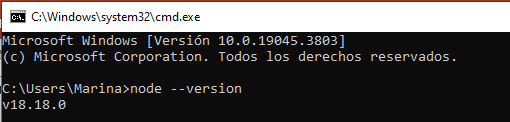 C:\Windows\system32\cmd.exe
Microsoft Windows [Versión 10.0.19045.3803]
(c) Microsoft Corporation. Todos los derechos reservados.
C:\Users\Marina>node --version
v18.18.0